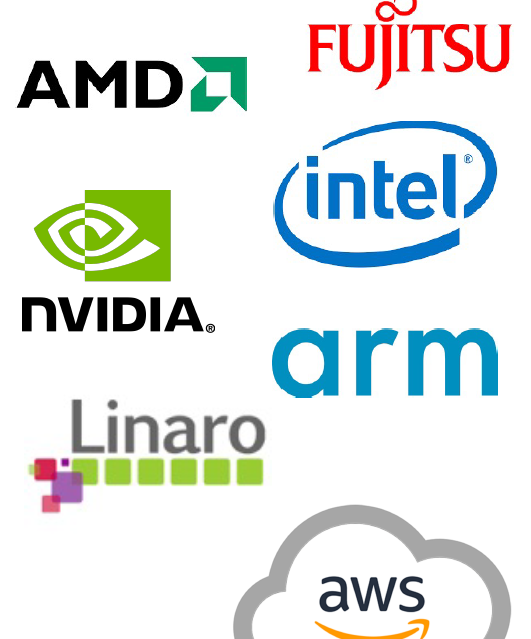 FUJITSU
AMD
intel®
NVIDIA®
arm
Linaro
aws